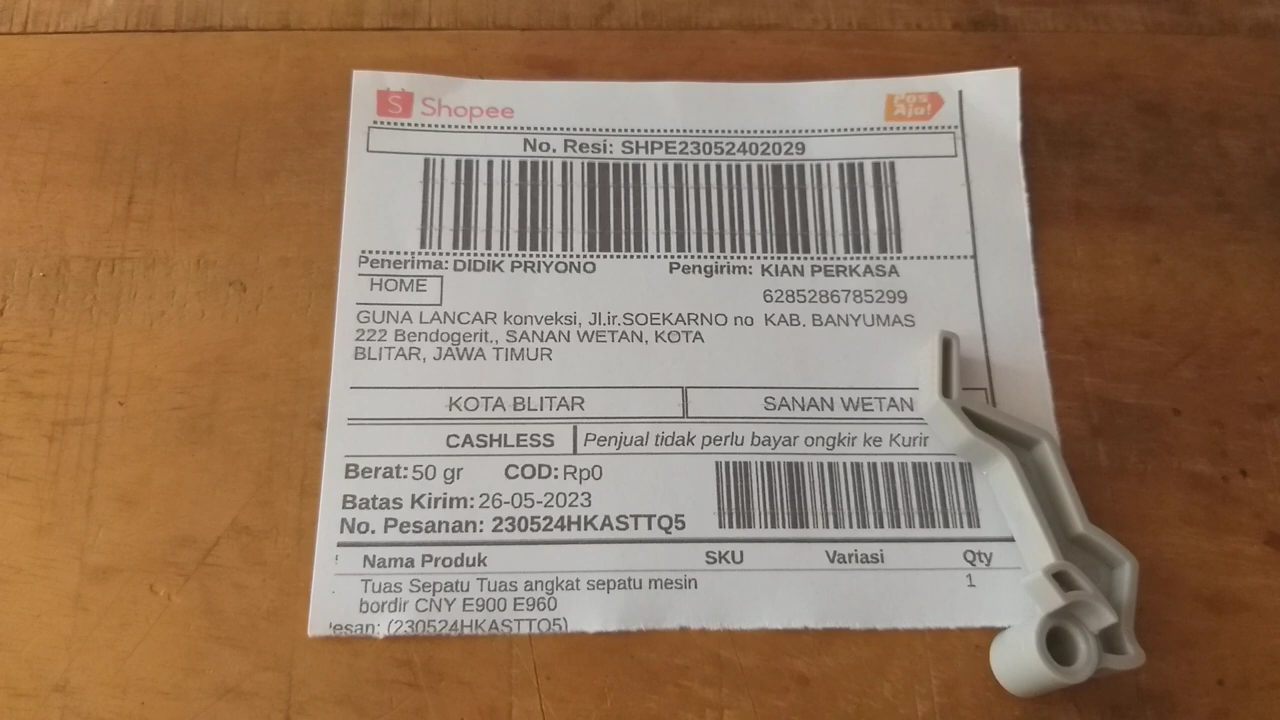 Shopee
Pos Aja!
No. Resi: SHPE23052402029
Penerima: DIDIK PRIYONO
Pengirim: KIAN PERKASA
HOME
6285286785299
GUNA LANCAR konveksi, Jl.ir.SOEKARNO no
222 Bendogerit., SANAN WETAN, KOTA
BLITAR, JAWA TIMUR
KAB. BANYUMAS
KOTA BLITAR
SANAN WETAN
CASHLESS
Penjual tidak perlu bayar ongkir ke Kurir
Berat: 50 gr
COD: Rp0
Batas Kirim: 26-05-2023
No. Pesanan: 230524HKASTTQ5
Nama Produk SKU Variasi Qty
Tuas Sepatu Tuas angkat sepatu mesin 1
bordir CNY E900 E960
esan: (230524HKASTTQ5)